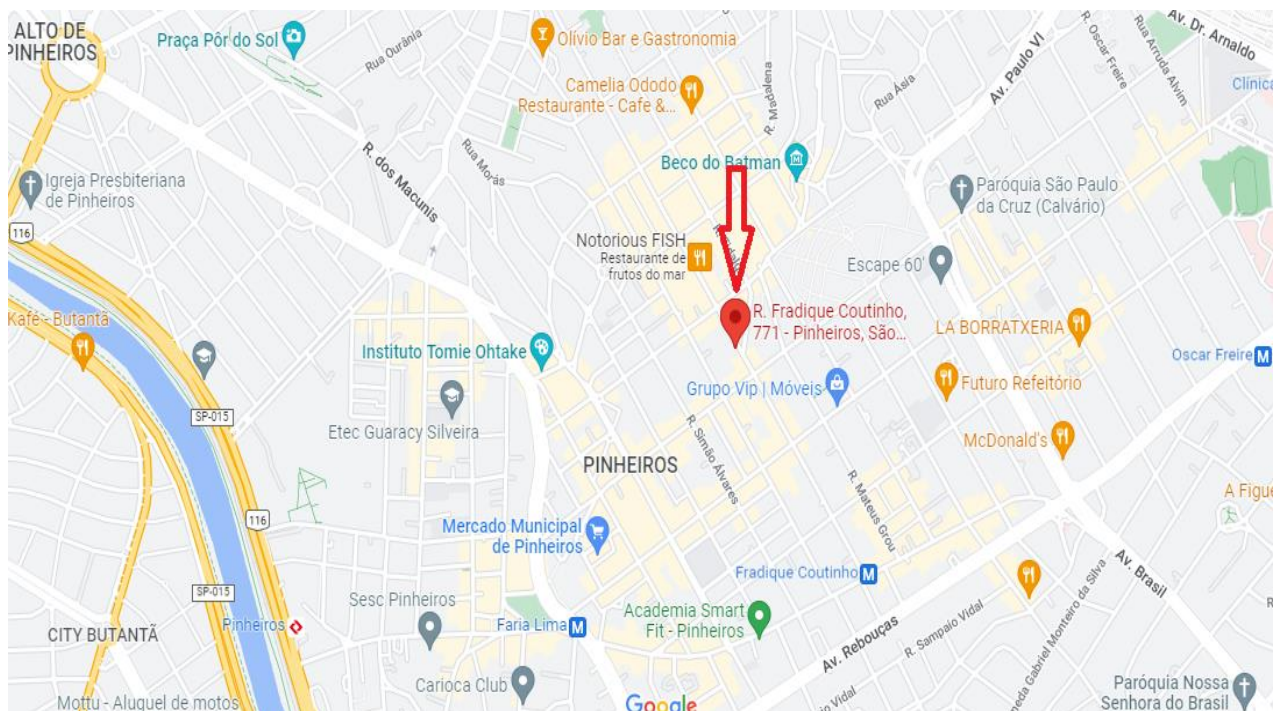 ALTO DE
PINHEIROS
Praça Pôr do Sol
Rua Ourânia
Olívio Bar e Gastronomia
Camelia Ododo
Restaurante - Cafe &...
R. Madalena
Rua Ásia
Av. Paulo VI
R. Oscar Freire
Rua Arruda Alvim
Av. Dr. Arnaldo
Clínica
R. dos Macunis
Rua Morás
Beco do Batman
Igreja Presbiteriana
de Pinheiros
Paróquia São Paulo
da Cruz (Calvário)
116
Notorious FISH
Restaurante de
frutos do mar
Escape 60'
R. Fradique Coutinho,
771 - Pinheiros, São...
Kafé - Butantã
Instituto Tomie Ohtake
LA BORRATXERIA
Oscar Freire M
Grupo Vip | Móveis
Futuro Refeitório
SP-015
Etec Guaracy Silveira
R. Simão Álvares
McDonald's
PINHEIROS
R. Mateus Grou
A Figue
116
Mercado Municipal
de Pinheiros
Fradique Coutinho M
Av. Brasil
SP-015
Sesc Pinheiros
Academia Smart
Fit - Pinheiros
CITY BUTANTÃ
Pinheiros
Faria Lima M
Av. Rebouças
R. Sampaio Vidal
meda Gabriel Monteiro da Silva
Carioca Club
Paróquia Nossa
Senhora do Brasil
Mottu - Aluguel de motos
Google
Vidal